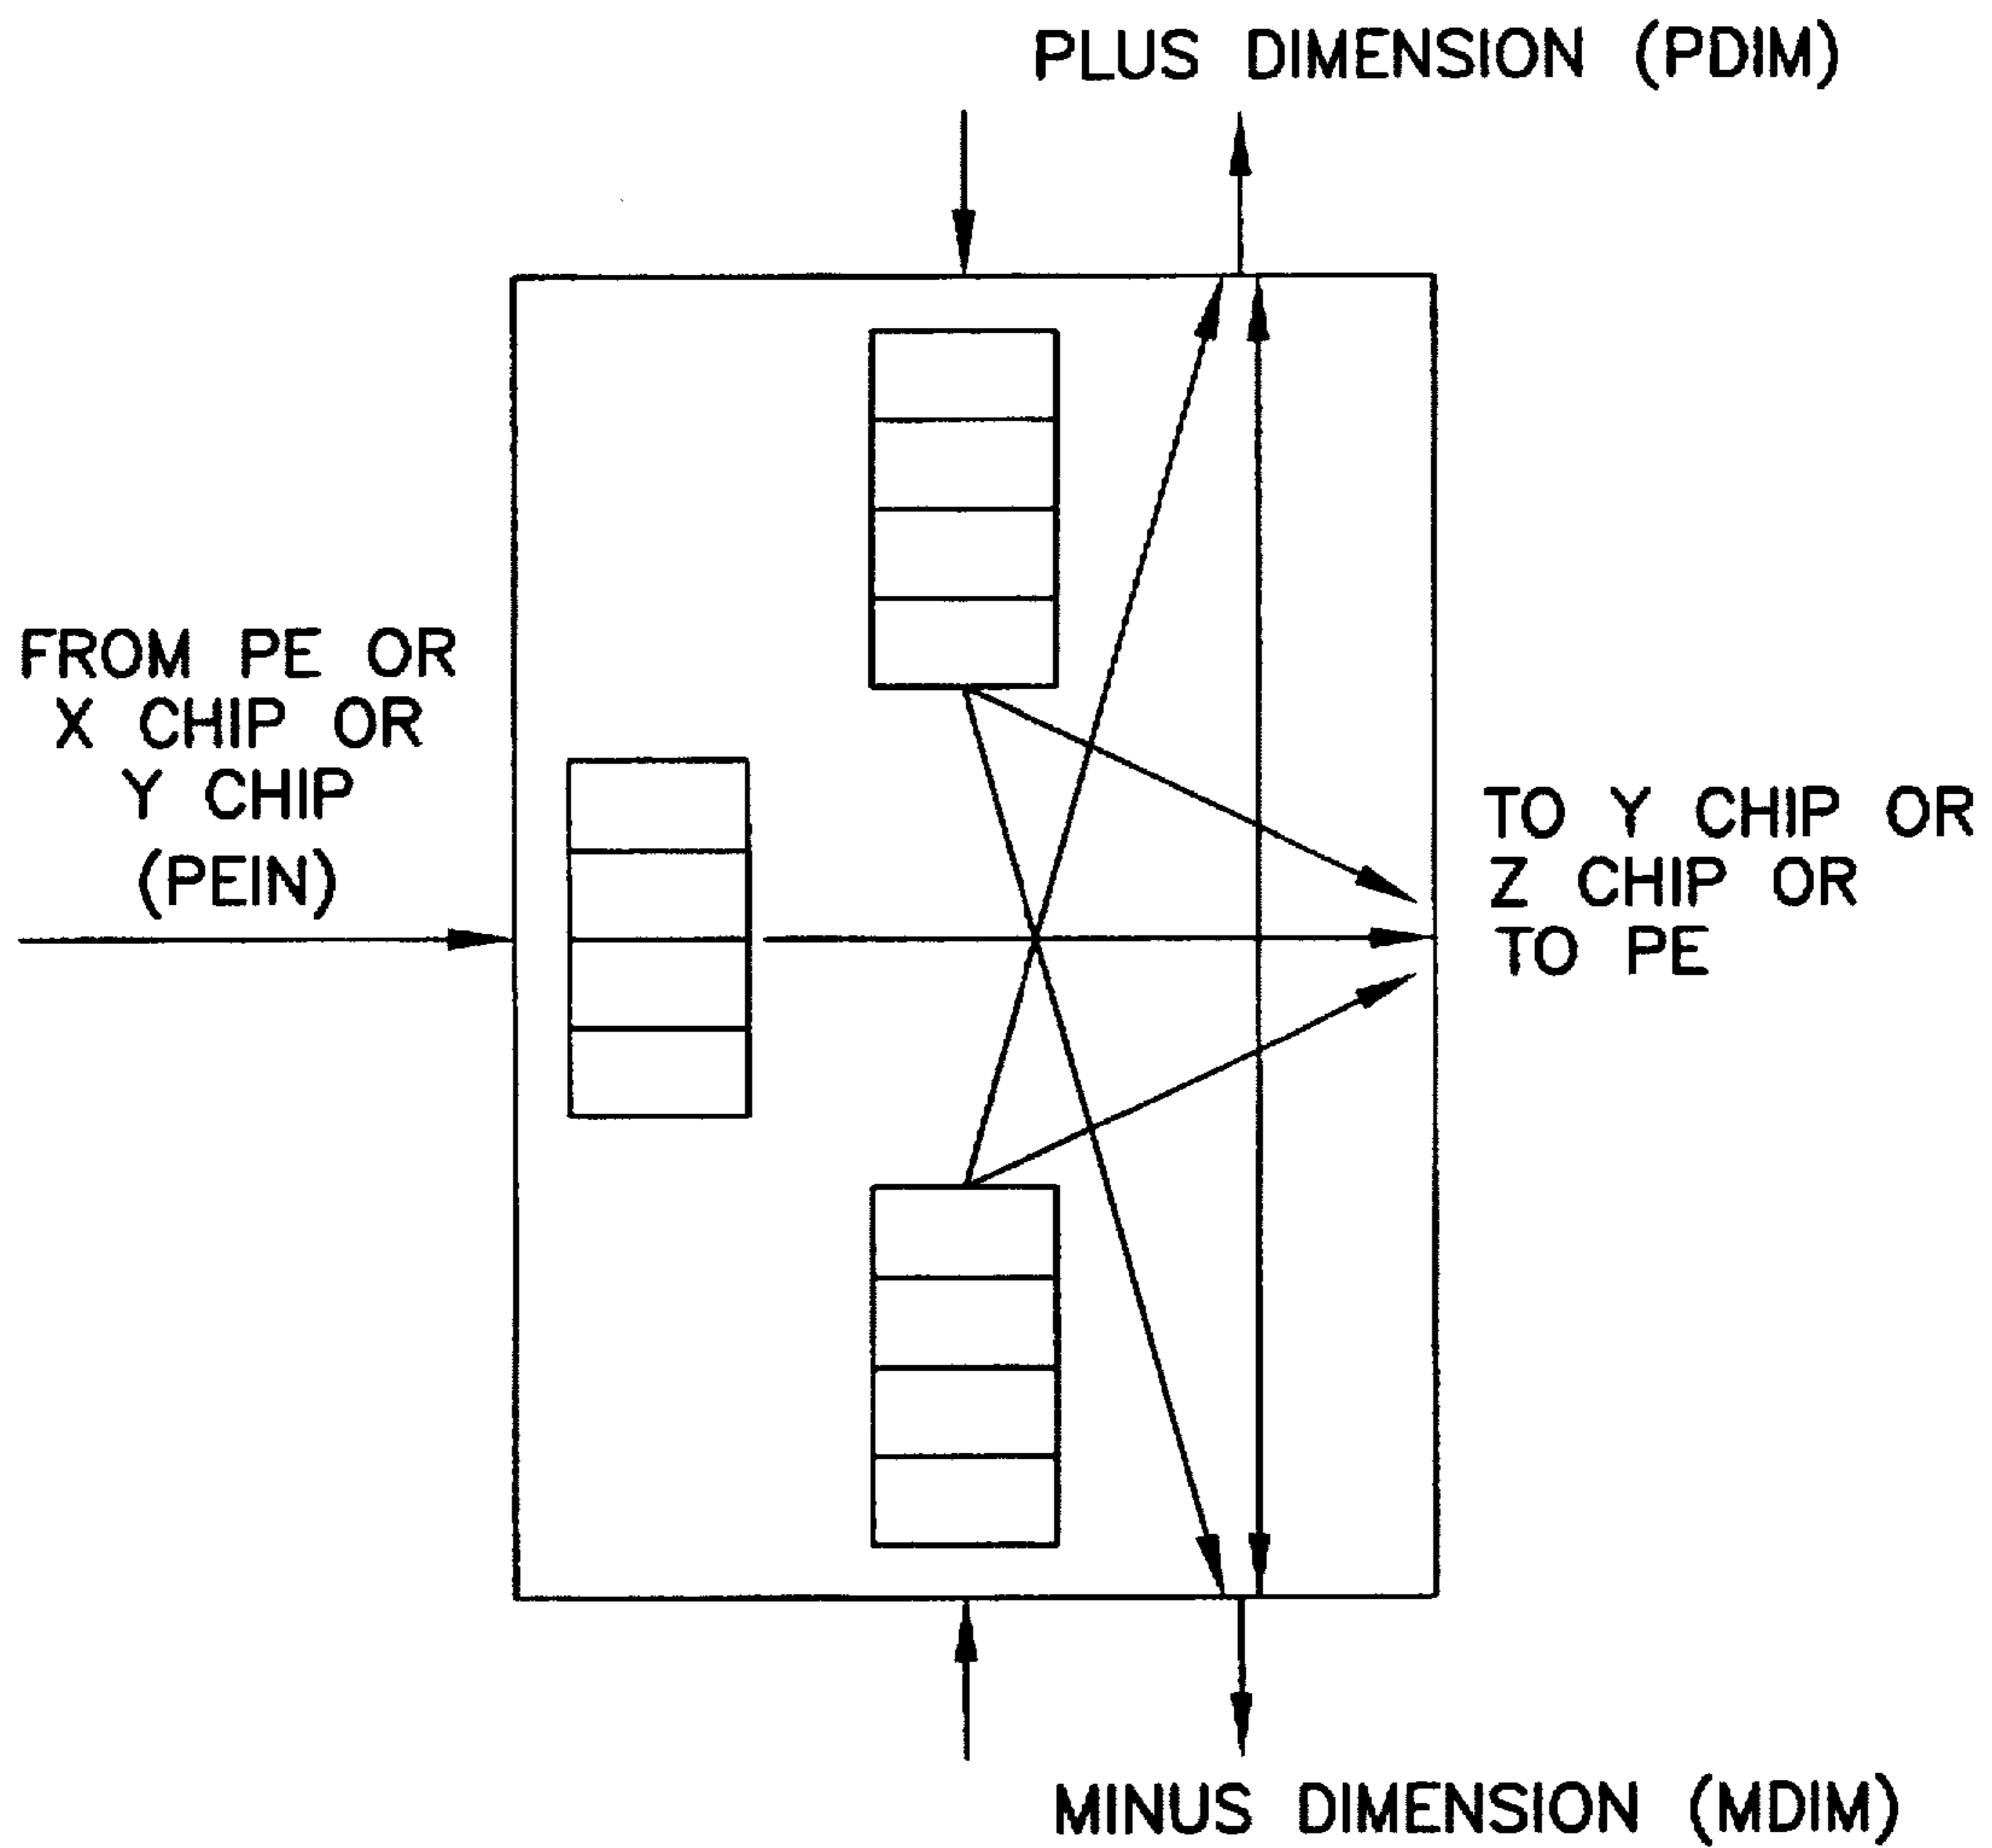 PLUS DIMENSION (PDIM)
FROM PE OR
X CHIP OR
Y CHIP
(PEIN)
TO Y CHIP OR
Z CHIP OR
TO PE
MINUS DIMENSION (MDIM)